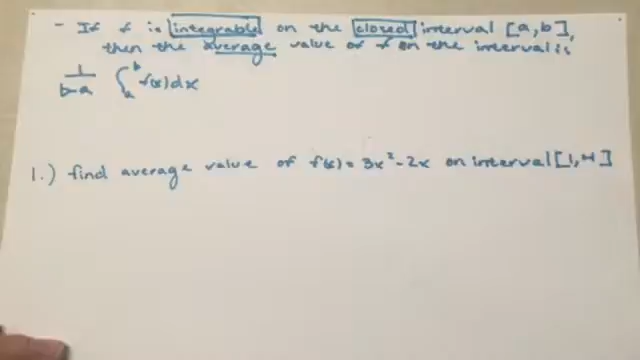 - If f is integrable on the closed interval [a,b],
then the average value of f on the interval is
1/b-a ∫_a^b f(x)dx
1.) find average value of f(x)=3x²-2x on interval [1,4]